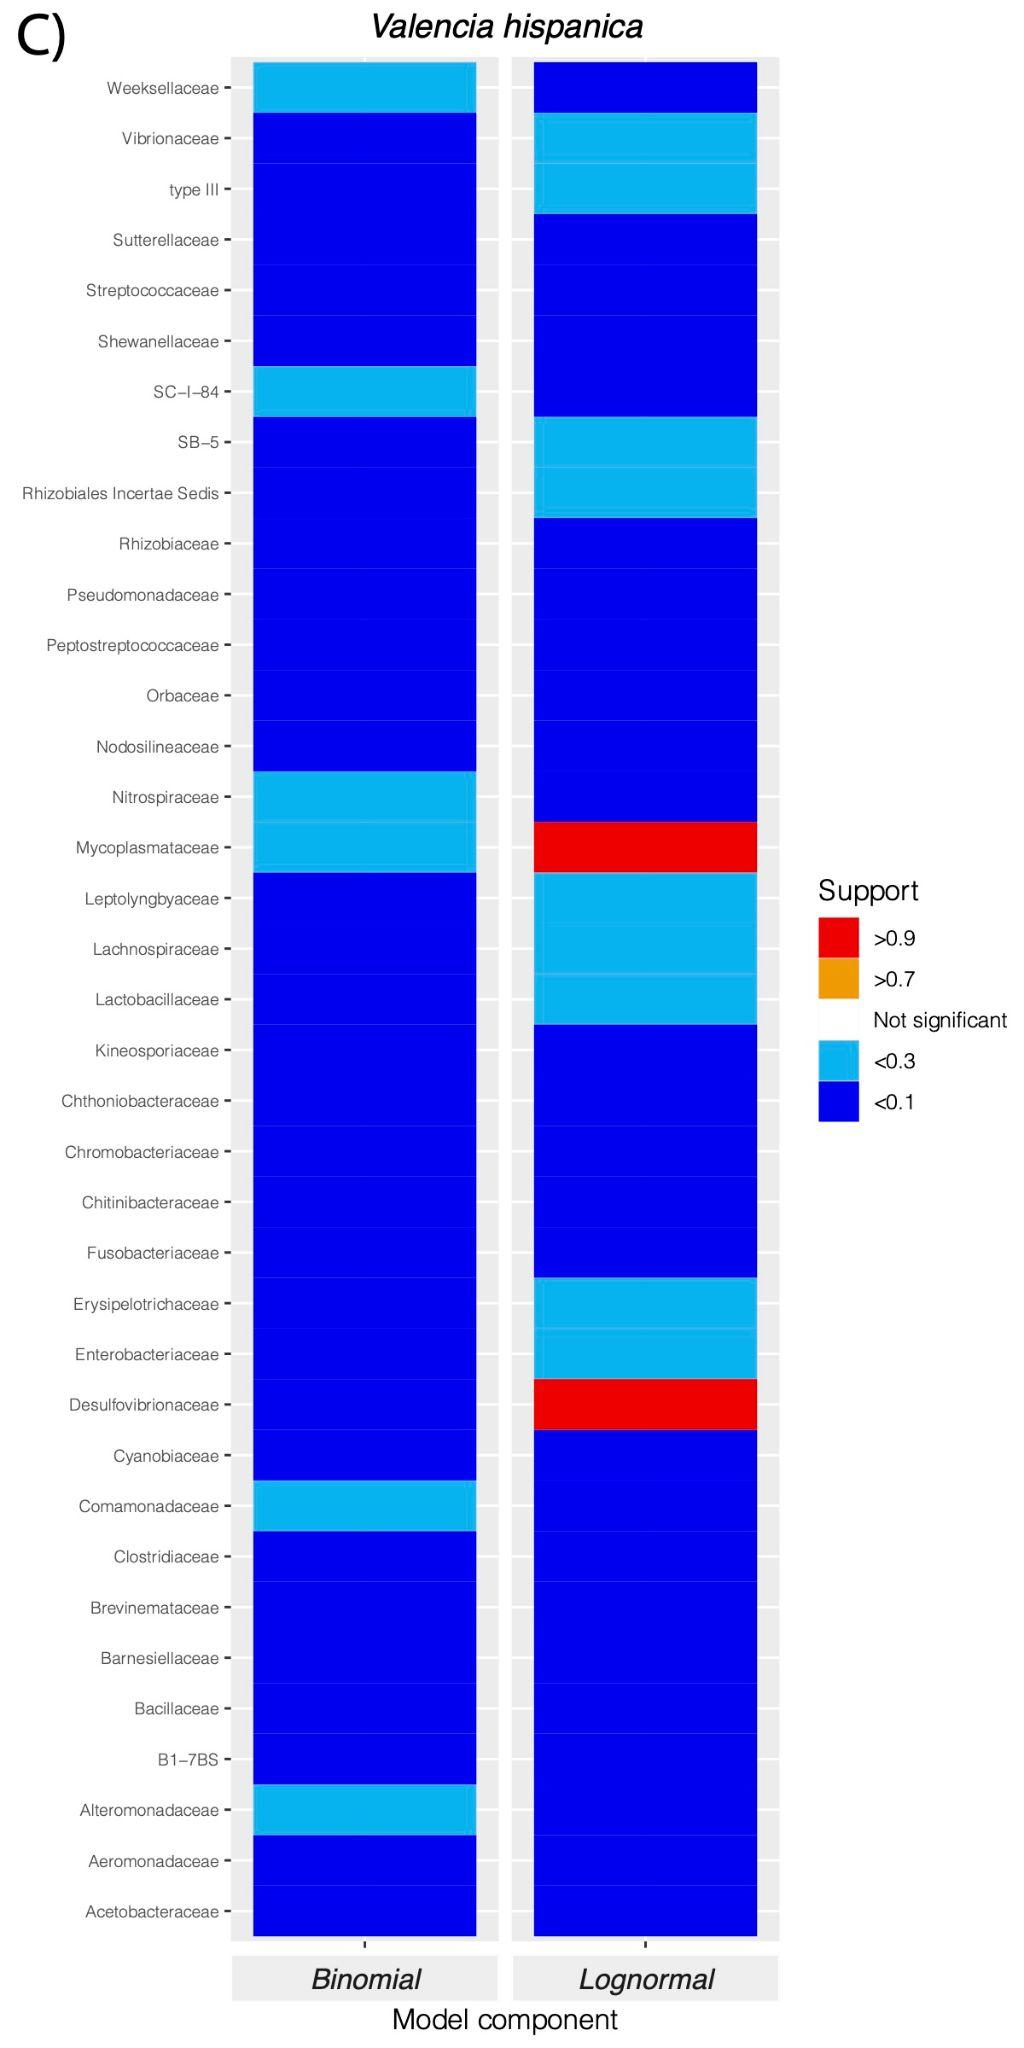 C)
Valencia hispanica
Weeksellaceae
Vibrionaceae
type III
Sutterellaceae
Streptococcaceae
Shewanellaceae
SC−I−84
SB−5
Rhizobiales Incertae Sedis
Rhizobiaceae
Pseudomonadaceae
Peptostreptococcaceae
Orbaceae
Nodosilineaceae
Nitrospiraceae
Mycoplasmataceae
Leptolyngbyaceae
Lachnospiraceae
Lactobacillaceae
Kineosporiaceae
Chthoniobacteraceae
Chromobacteriaceae
Chitinibacteraceae
Fusobacteriaceae
Erysipelotrichaceae
Enterobacteriaceae
Desulfovibrionaceae
Cyanobiaceae
Comamonadaceae
Clostridiaceae
Brevinemataceae
Barnesiellaceae
Bacillaceae
B1−7BS
Alteromonadaceae
Aeromonadaceae
Acetobacteraceae
Binomial
Lognormal
Model component
Support
>0.9
>0.7
Not significant
<0.3
<0.1